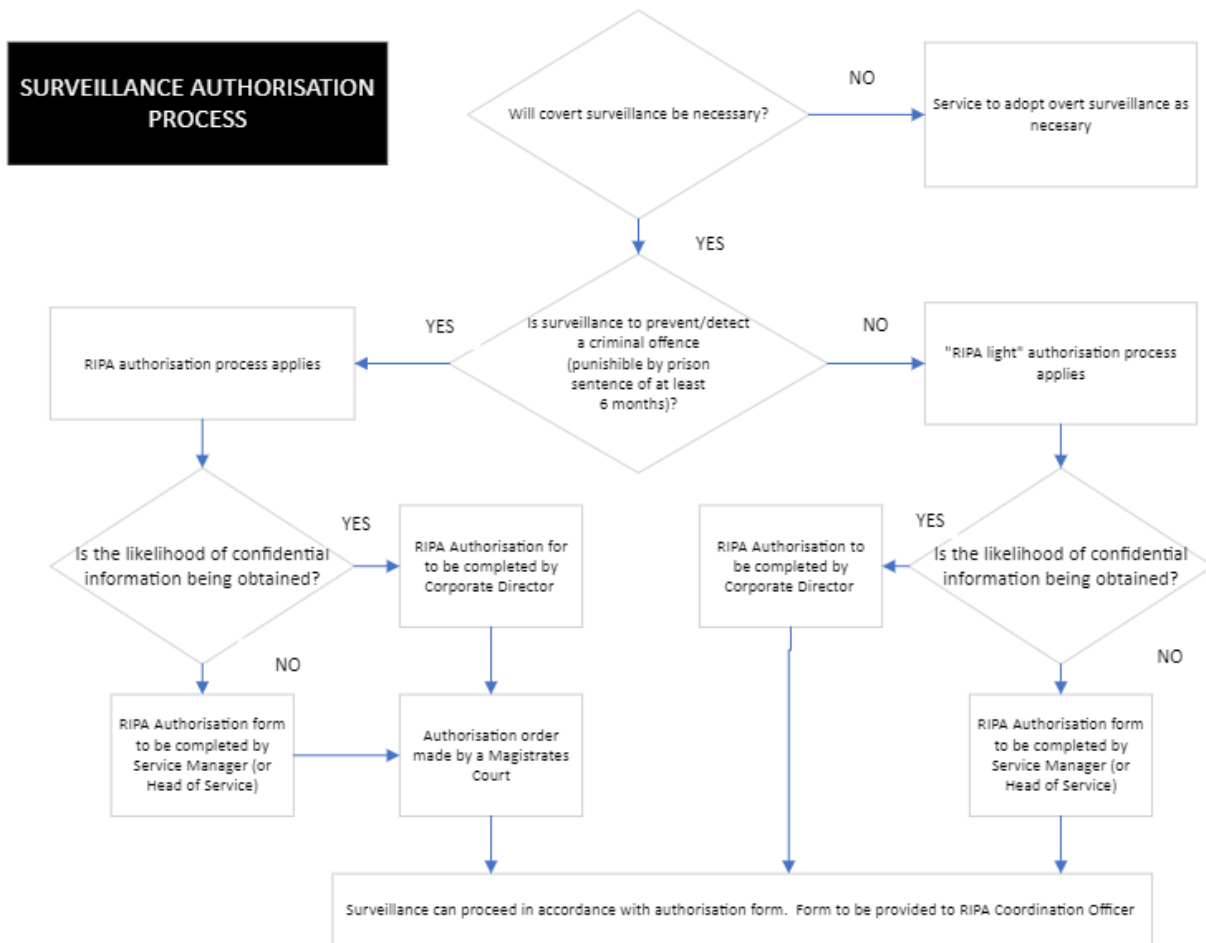 SURVEILLANCE AUTHORISATION
PROCESS
Will covert surveillance be necessary?
NO
Service to adopt overt surveillance as
necesary
YES
Is surveillance to prevent/detect
a criminal offence
(punishible by prison
sentence of at least
6 months)?
YES
RIPA authorisation process applies
NO
"RIPA light" authorisation process
applies
Is the likelihood of confidential
information being obtained?
YES
RIPA Authorisation for
to be completed by
Corporate Director
RIPA Authorisation to
be completed by
Corporate Director
YES
Is the likelihood of confidential
information being obtained?
NO
RIPA Authorisation form
to be completed by
Service Manager (or
Head of Service)
Authorisation order
made by a Magistrates
Court
NO
RIPA Authorisation form
to be completed by
Service Manager (or
Head of Service)
Surveillance can proceed in accordance with authorisation form. Form to be provided to RIPA Coordination Officer